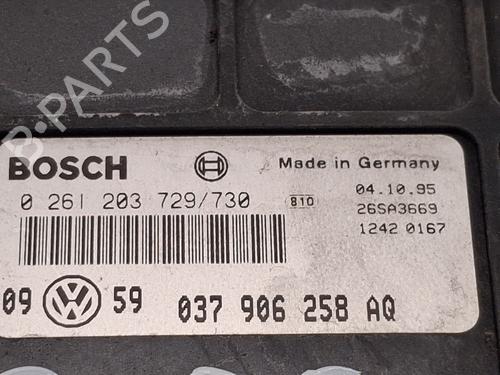 B-PARTS
BOSCH
Made in Germany
0 261 203 729/730
810
04.10.95
26SA3669
1242 0167
09 VW 59
037 906 258 AQ